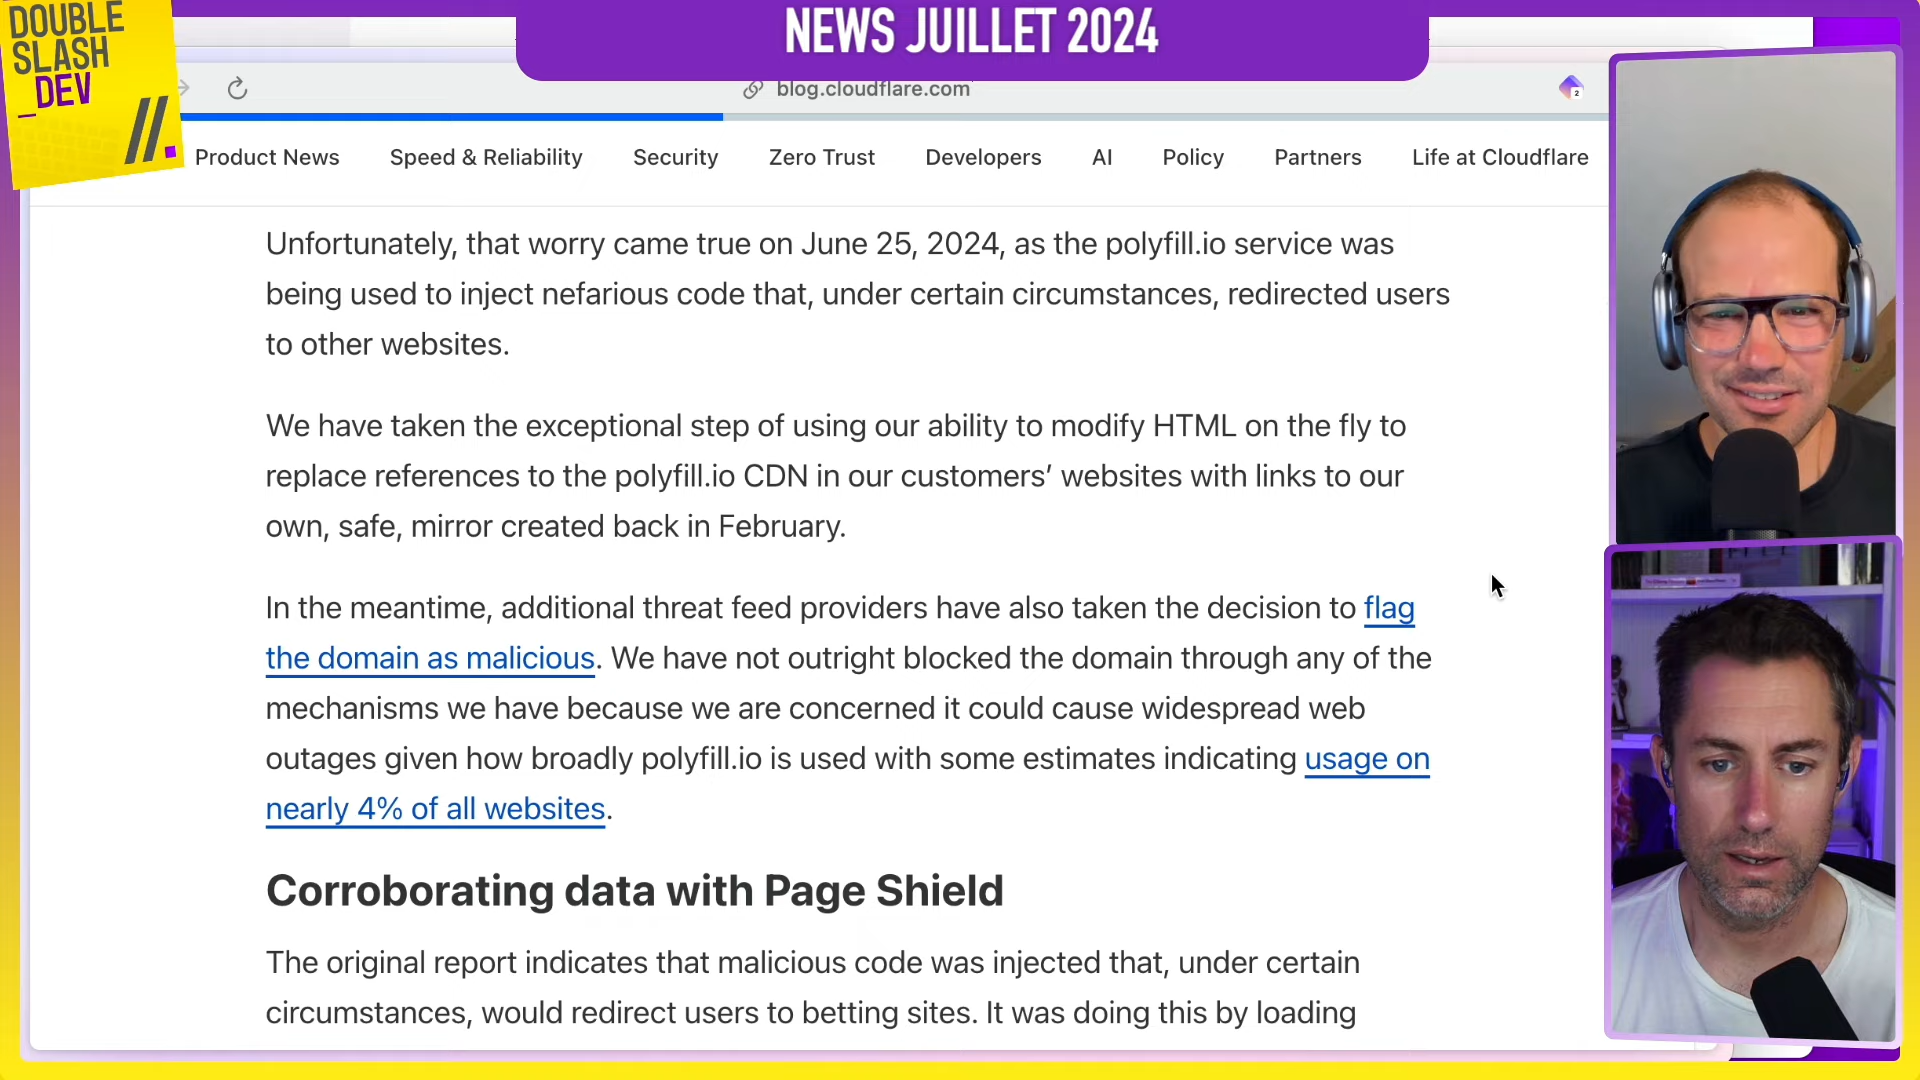 DOUBLE
SLASH
_DEV
//.
NEWS JUILLET 2024
blog.cloudflare.com
2
Product News Speed & Reliability Security Zero Trust Developers AI Policy Partners Life at Cloudflare
Unfortunately, that worry came true on June 25, 2024, as the polyfill.io service was
being used to inject nefarious code that, under certain circumstances, redirected users
to other websites.
We have taken the exceptional step of using our ability to modify HTML on the fly to
replace references to the polyfill.io CDN in our customers’ websites with links to our
own, safe, mirror created back in February.
In the meantime, additional threat feed providers have also taken the decision to flag
the domain as malicious. We have not outright blocked the domain through any of the
mechanisms we have because we are concerned it could cause widespread web
outages given how broadly polyfill.io is used with some estimates indicating usage on
nearly 4% of all websites.
Corroborating data with Page Shield
The original report indicates that malicious code was injected that, under certain
circumstances, would redirect users to betting sites. It was doing this by loading